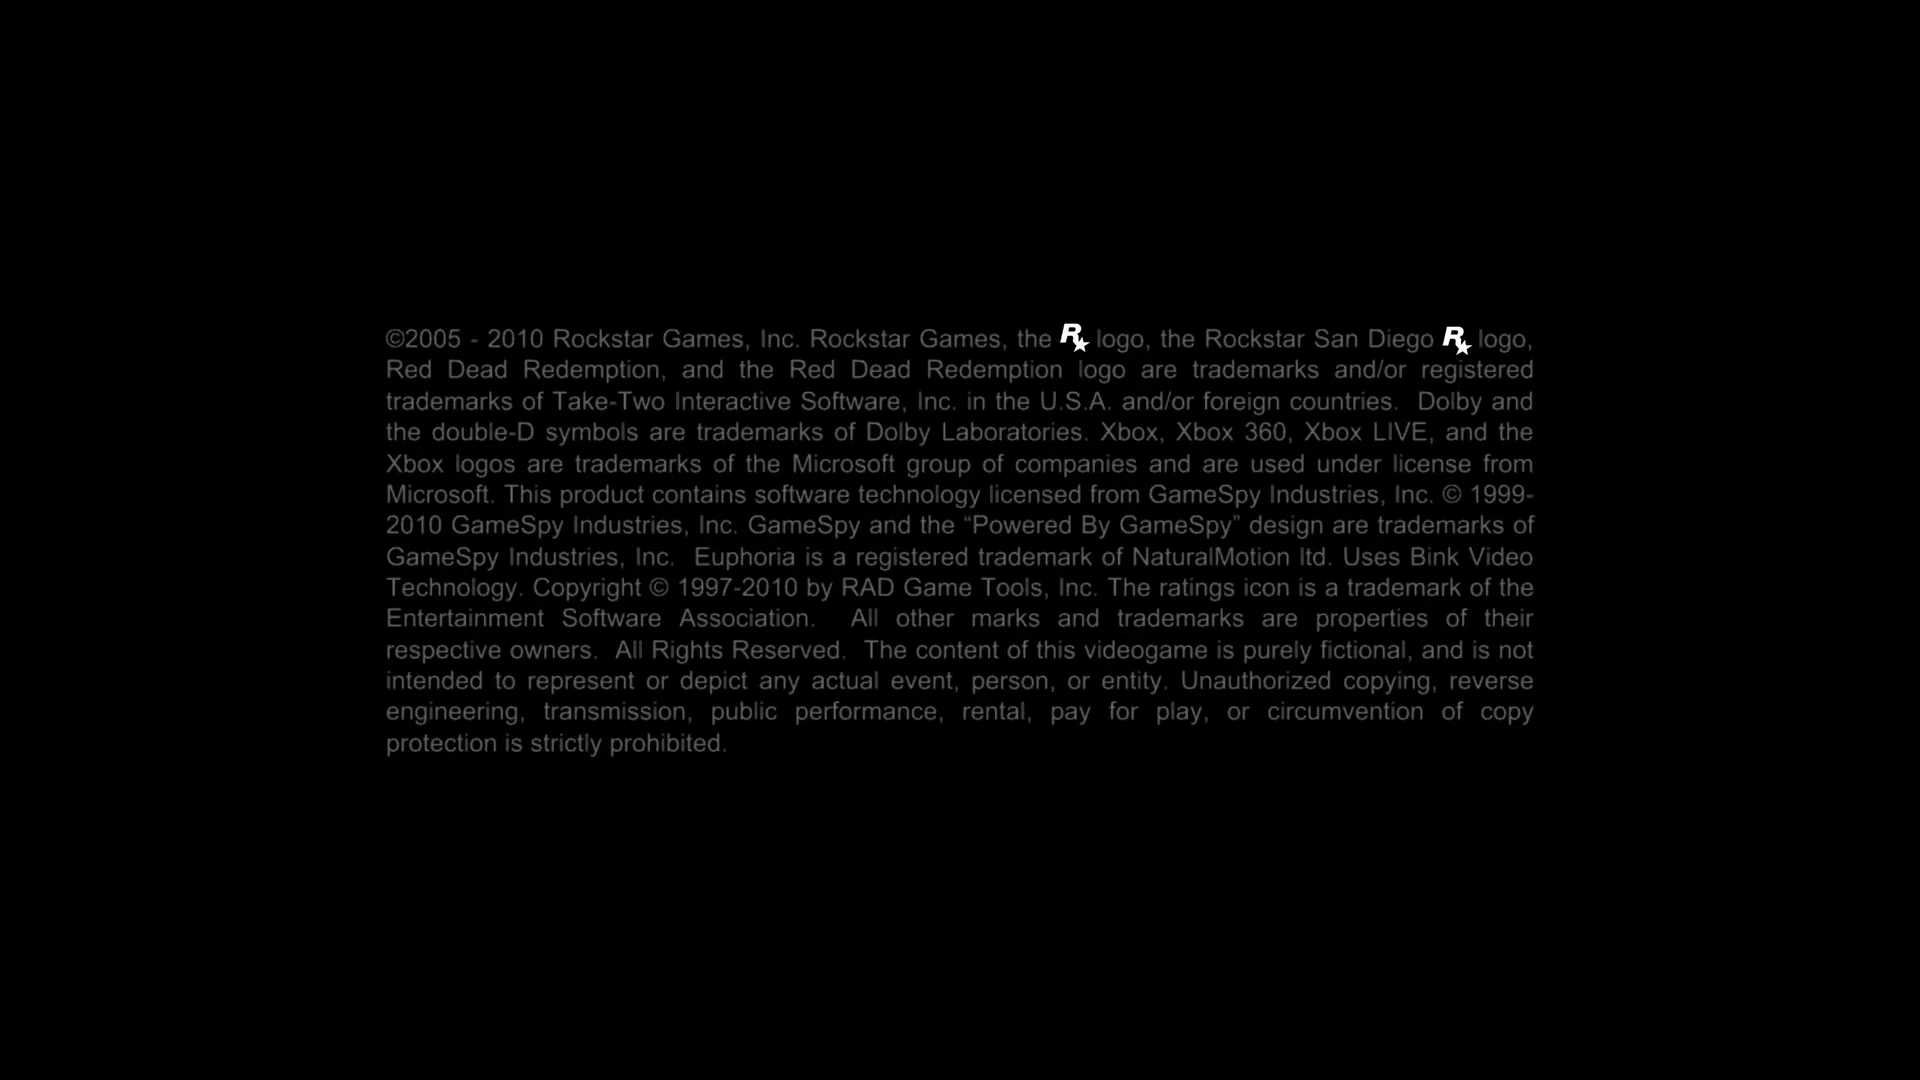 ©2005 - 2010 Rockstar Games, Inc. Rockstar Games, the R★ logo, the Rockstar San Diego R★ logo,
Red Dead Redemption, and the Red Dead Redemption logo are trademarks and/or registered
trademarks of Take-Two Interactive Software, Inc. in the U.S.A. and/or foreign countries.  Dolby and
the double-D symbols are trademarks of Dolby Laboratories. Xbox, Xbox 360, Xbox LIVE, and the
Xbox logos are trademarks of the Microsoft group of companies and are used under license from
Microsoft. This product contains software technology licensed from GameSpy Industries, Inc. © 1999-
2010 GameSpy Industries, Inc. GameSpy and the “Powered By GameSpy” design are trademarks of
GameSpy Industries, Inc.  Euphoria is a registered trademark of NaturalMotion ltd. Uses Bink Video
Technology. Copyright © 1997-2010 by RAD Game Tools, Inc. The ratings icon is a trademark of the
Entertainment Software Association.  All other marks and trademarks are properties of their
respective owners.  All Rights Reserved.  The content of this videogame is purely fictional, and is not
intended to represent or depict any actual event, person, or entity. Unauthorized copying, reverse
engineering, transmission, public performance, rental, pay for play, or circumvention of copy
protection is strictly prohibited.